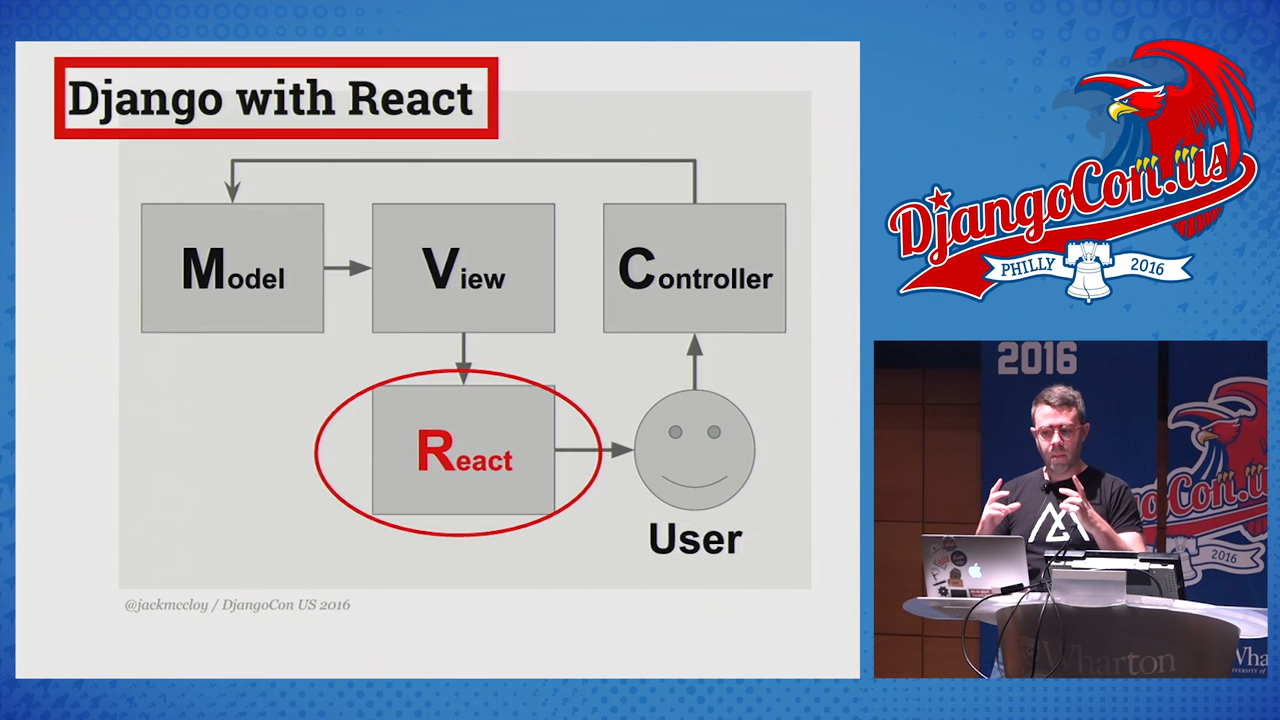 Django with React
Model
View
Controller
React
User
@jackmccloy / DjangoCon US 2016
DjangoCon.us
PHILLY 2016
2016
2016
Wharton
Wha